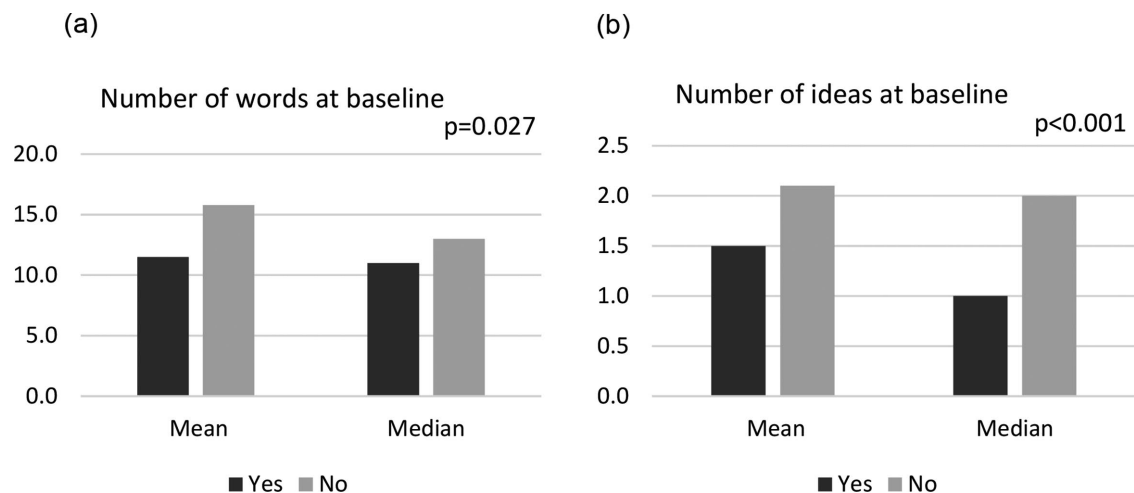 (a)
Number of words at baseline
p=0.027
20.0
15.0
10.0
5.0
0.0
Mean Median
Yes No
(b)
Number of ideas at baseline
p<0.001
2.5
2.0
1.5
1.0
0.5
0.0
Mean Median
Yes No